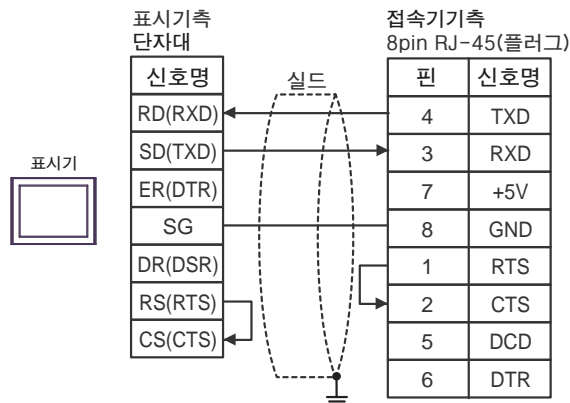 표시기측
단자대
접속기기측
8pin RJ-45(플러그)
신호명
실드
핀 신호명
RD(RXD) 4 TXD
SD(TXD) 3 RXD
표시기
ER(DTR) 7 +5V
SG 8 GND
DR(DSR) 1 RTS
RS(RTS) 2 CTS
CS(CTS) 5 DCD
6 DTR